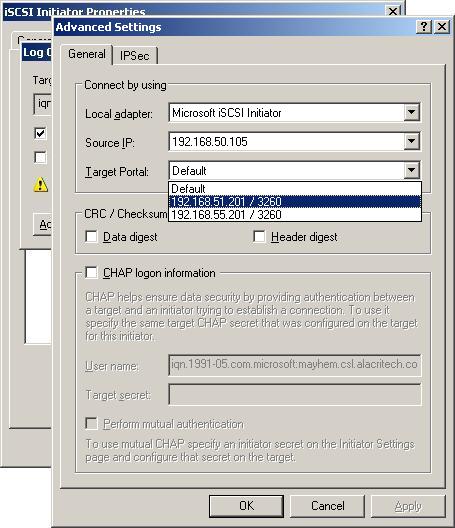 iSCSI Initiator Properties
Advanced Settings
General
IPSec
Connect by using
Local adapter:
Microsoft iSCSI Initiator
Source IP:
192.168.50.105
Target Portal:
Default
Default
192.168.51.201 / 3260
192.168.55.201 / 3260
CRC / Checksum
Data digest
Header digest
CHAP logon information
CHAP helps ensure data security by providing authentication between
a target and an initiator trying to establish a connection. To use it
specify the same target CHAP secret that was configured on the target
for this initiator.
User name:
iqn.1991-05.com.microsoft:mayhem.csl.alacritech.co
Target secret:
Perform mutual authentication
To use mutual CHAP specify an initiator secret on the Initiator Settings
page and configure that secret on the target.
OK
Cancel
Apply
Log O
Targ
iqn